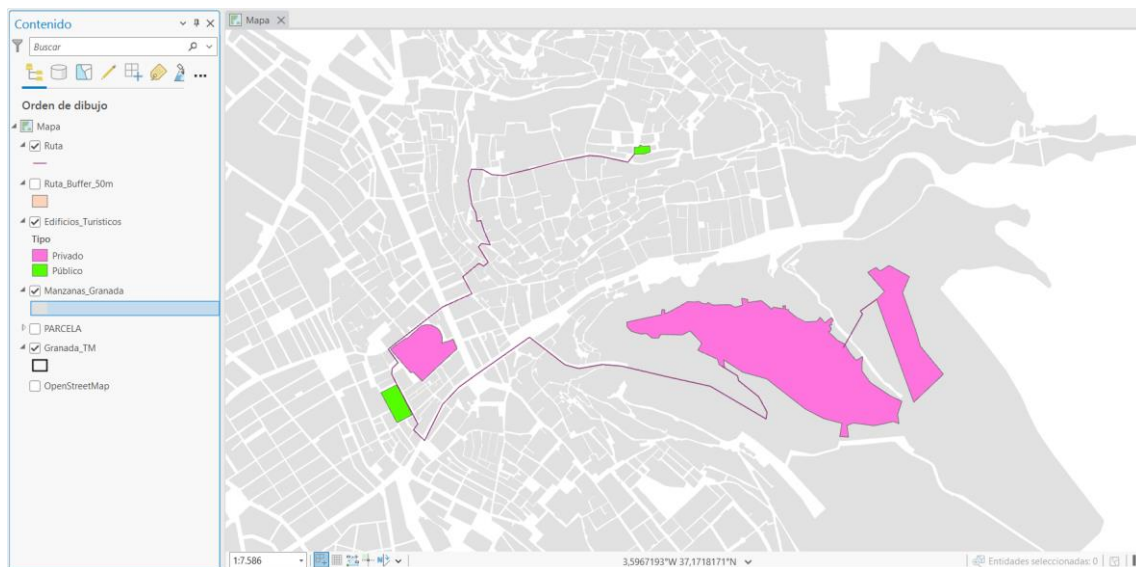 Contenido
Buscar
Orden de dibujo
Mapa
Ruta
Ruta_Buffer_50m
Edificios_Turisticos
Tipo
Privado
Público
Manzanas_Granada
PARCELA
Granada_TM
OpenStreetMap
Mapa
1:7.586
3,5967193°W 37,1718171°N
Entidades seleccionadas: 0